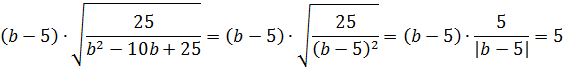 (b − 5) · √(25 / (b² − 10b + 25)) = (b − 5) · √(25 / (b − 5)²) = (b − 5) · 5 / |b − 5| = 5